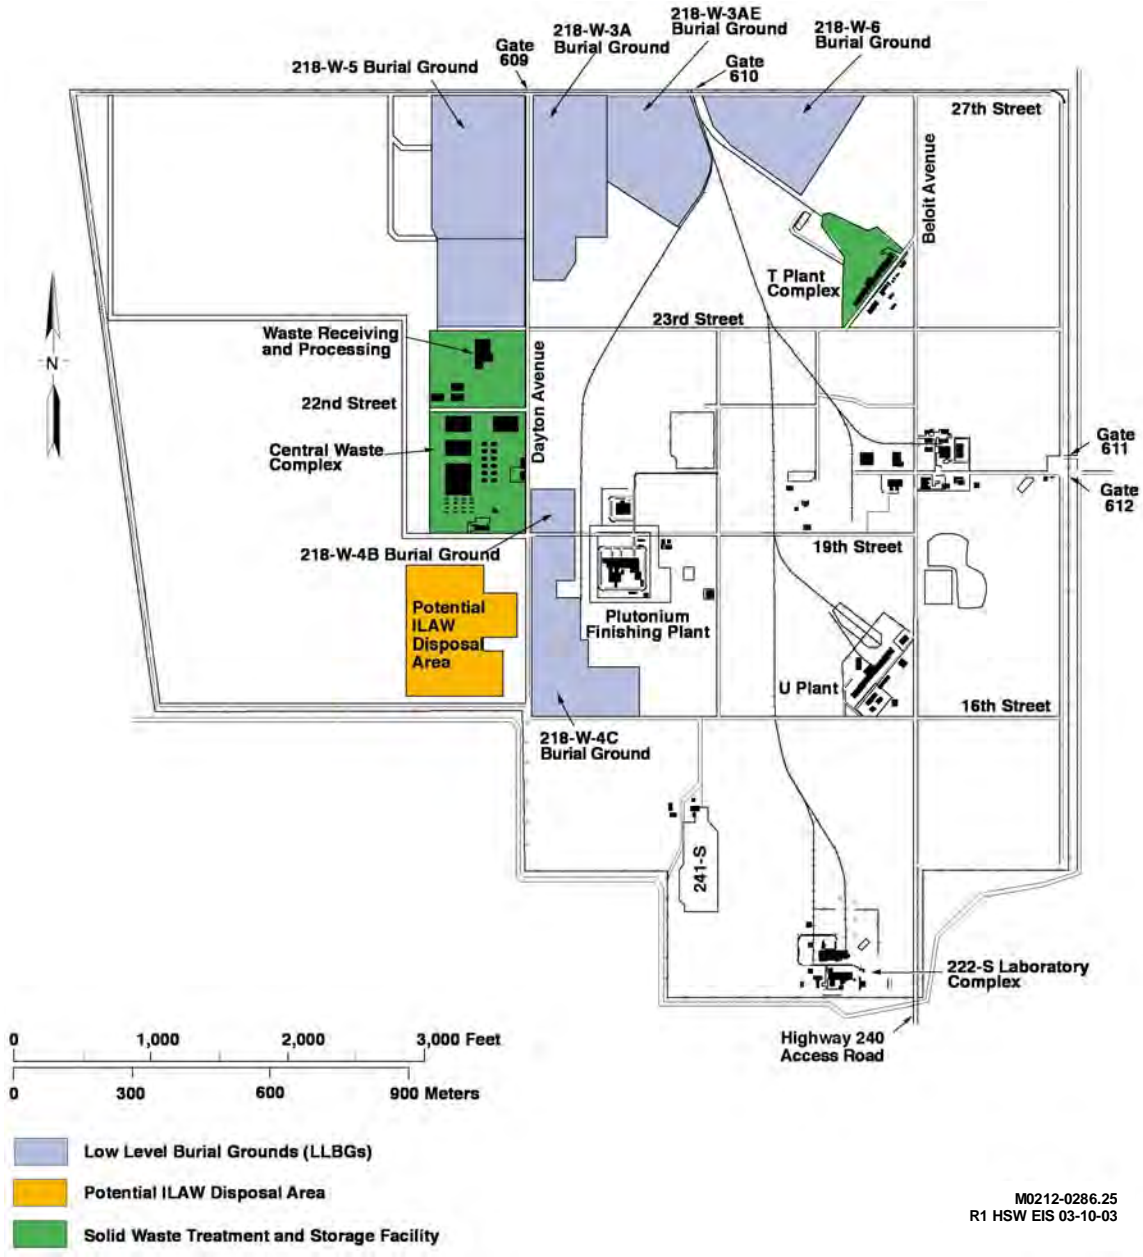 218-W-3AE
Burial Ground
218-W-3A
Burial Ground
218-W-6
Burial Ground
Gate
609
Gate
610
218-W-5 Burial Ground
27th Street
Beloit Avenue
T Plant
Complex
23rd Street
Waste Receiving
and Processing
N
Dayton Avenue
22nd Street
Central Waste
Complex
Gate
611
Gate
612
19th Street
218-W-4B Burial Ground
Potential
ILAW
Disposal
Area
Plutonium
Finishing Plant
U Plant
16th Street
218-W-4C
Burial Ground
241-S
222-S Laboratory
Complex
Highway 240
Access Road
0 1,000 2,000 3,000 Feet
0 300 600 900 Meters
Low Level Burial Grounds (LLBGs)
Potential ILAW Disposal Area
Solid Waste Treatment and Storage Facility
M0212-0286.25
R1 HSW EIS 03-10-03